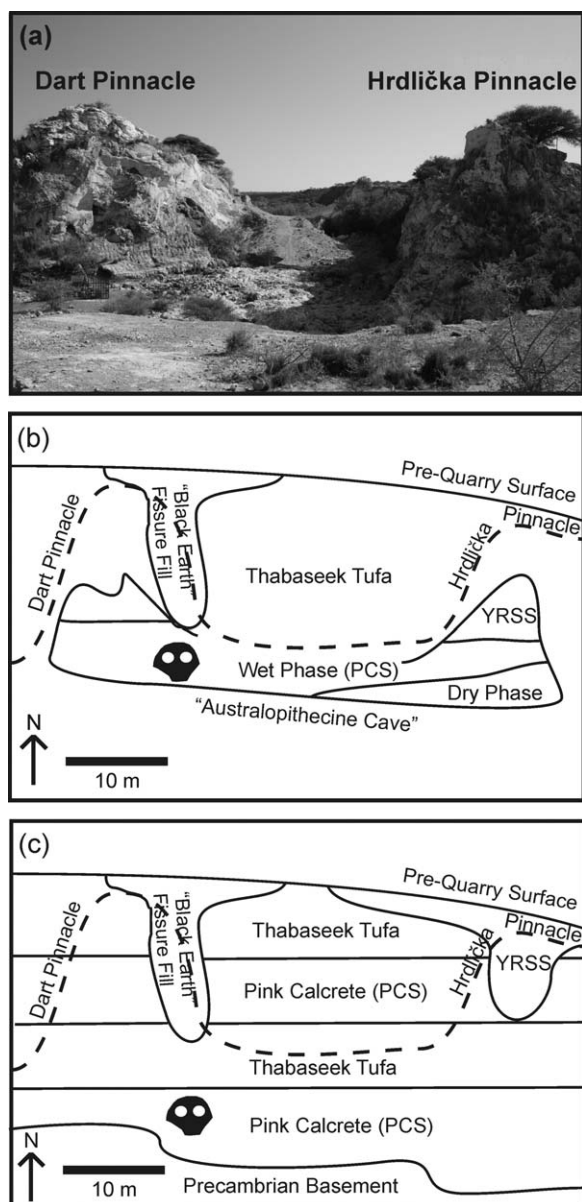 (a)
Dart Pinnacle
Hrdlička Pinnacle
(b)
Pre-Quarry Surface
Dart Pinnacle
"Black Earth"
Fissure Fill
Hrdlička
Pinnacle
Thabaseek Tufa
YRSS
Wet Phase (PCS)
Dry Phase
"Australopithecine Cave"
N
10 m
(c)
Pre-Quarry Surface
Dart Pinnacle
"Black Earth"
Fissure Fill
Thabaseek Tufa
Hrdlička
Pinnacle
YRSS
Pink Calcrete (PCS)
Thabaseek Tufa
Pink Calcrete (PCS)
N
10 m
Precambrian Basement